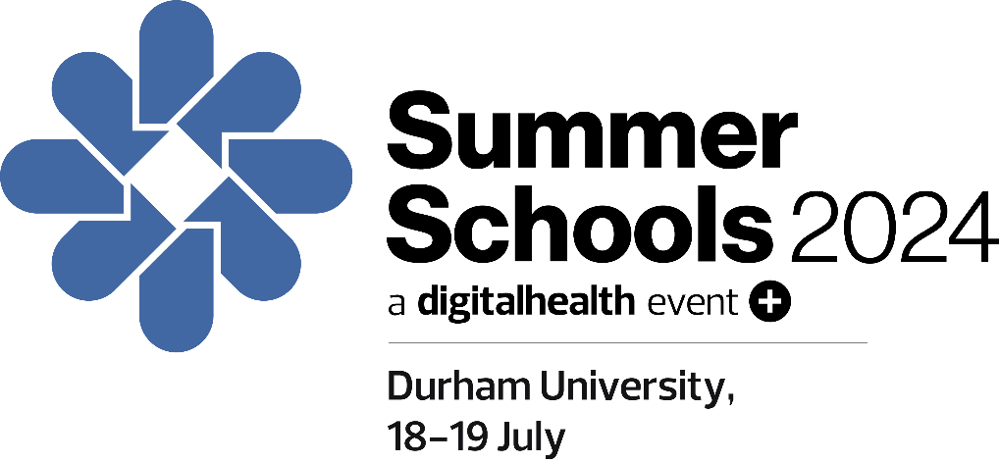 Summer
Schools 2024
a digitalhealth event +
Durham University,
18–19 July